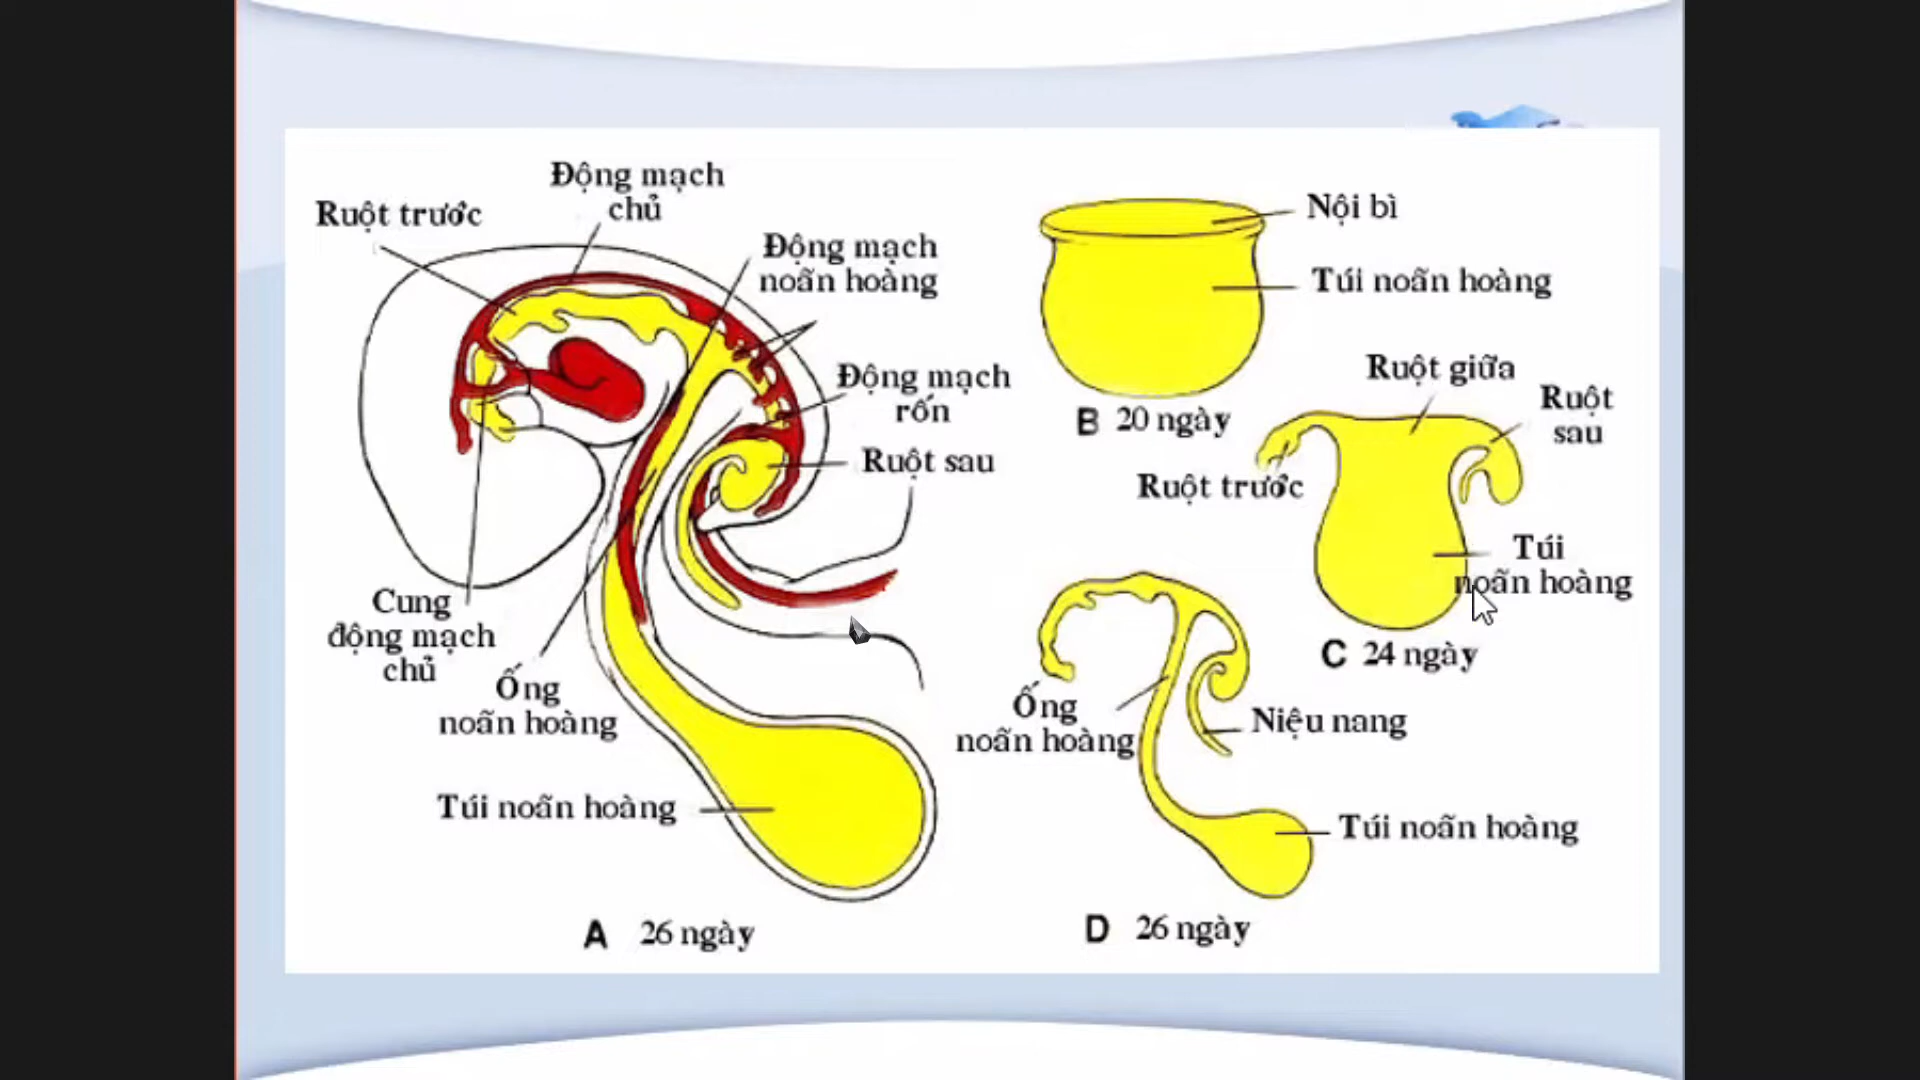 Động mạch
chủ
Ruột trước
Động mạch
noãn hoàng
Động mạch
rốn
Ruột sau
Cung
động mạch
chủ
Ống
noãn hoàng
Túi noãn hoàng
A 26 ngày
Nội bì
Túi noãn hoàng
B 20 ngày
Ruột giữa
Ruột
sau
Ruột trước
Túi
noãn hoàng
C 24 ngày
Ống
noãn hoàng
Niệu nang
Túi noãn hoàng
D 26 ngày